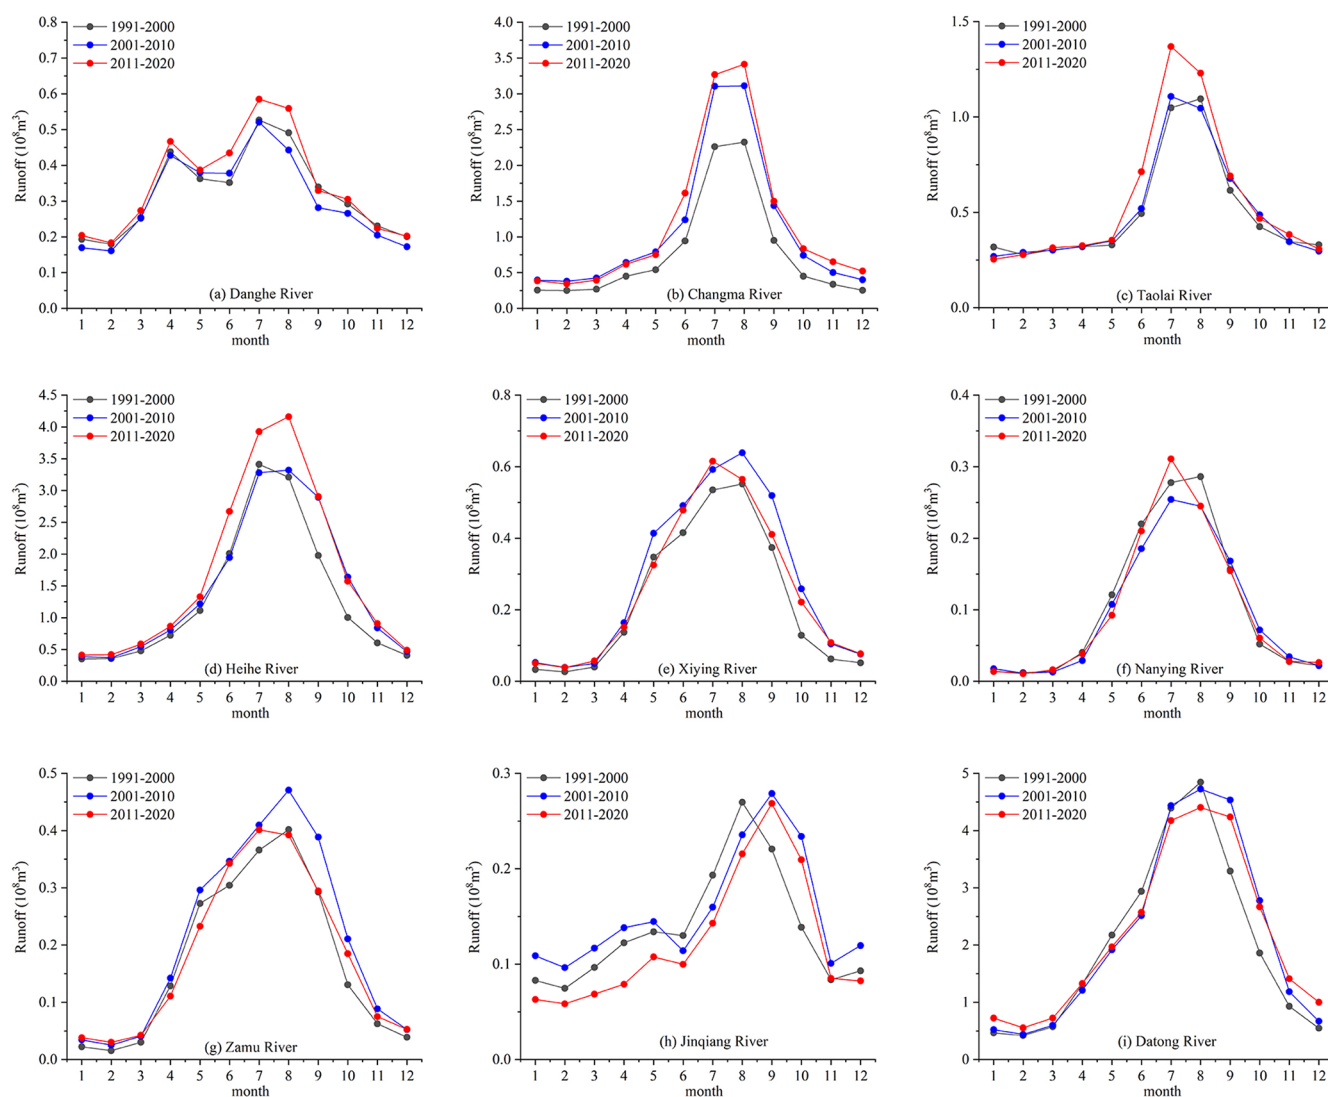 0.8
0.7
0.6
0.5
0.4
0.3
0.2
0.1
0.0
Runoff (10⁸m³)
1991-2000
2001-2010
2011-2020
(a) Danghe River
1 2 3 4 5 6 7 8 9 10 11 12
month
4.0
3.5
3.0
2.5
2.0
1.5
1.0
0.5
0.0
Runoff (10⁸m³)
1991-2000
2001-2010
2011-2020
(b) Changma River
1 2 3 4 5 6 7 8 9 10 11 12
month
1.5
1.0
0.5
0.0
Runoff (10⁸m³)
1991-2000
2001-2010
2011-2020
(c) Taolai River
1 2 3 4 5 6 7 8 9 10 11 12
month
4.5
4.0
3.5
3.0
2.5
2.0
1.5
1.0
0.5
0.0
Runoff (10⁸m³)
1991-2000
2001-2010
2011-2020
(d) Heihe River
1 2 3 4 5 6 7 8 9 10 11 12
month
0.8
0.6
0.4
0.2
0.0
Runoff (10⁸m³)
1991-2000
2001-2010
2011-2020
(e) Xiying River
1 2 3 4 5 6 7 8 9 10 11 12
month
0.4
0.3
0.2
0.1
0.0
Runoff (10⁸m³)
1991-2000
2001-2010
2011-2020
(f) Nanying River
1 2 3 4 5 6 7 8 9 10 11 12
month
0.5
0.4
0.3
0.2
0.1
0.0
Runoff (10⁸m³)
1991-2000
2001-2010
2011-2020
(g) Zamu River
1 2 3 4 5 6 7 8 9 10 11 12
month
0.3
0.2
0.1
0.0
Runoff (10⁸m³)
1991-2000
2001-2010
2011-2020
(h) Jinqiang River
1 2 3 4 5 6 7 8 9 10 11 12
month
5
4
3
2
1
0
Runoff (10⁸m³)
1991-2000
2001-2010
2011-2020
(i) Datong River
1 2 3 4 5 6 7 8 9 10 11 12
month